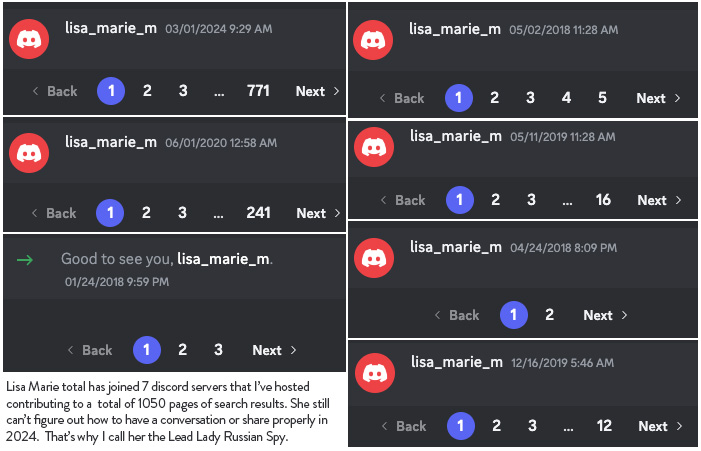 lisa_marie_m 03/01/2024 9:29 AM
< Back 1 2 3 ... 771 Next >
lisa_marie_m 06/01/2020 12:58 AM
< Back 1 2 3 ... 241 Next >
Good to see you, lisa_marie_m.
01/24/2018 9:59 PM
< Back 1 2 3 Next >
Lisa Marie total has joined 7 discord servers that I've hosted
contributing to a total of 1050 pages of search results. She still
can't figure out how to have a conversation or share properly in
2024. That's why I call her the Lead Lady Russian Spy.
lisa_marie_m 05/02/2018 11:28 AM
< Back 1 2 3 4 5 Next >
lisa_marie_m 05/11/2019 11:28 AM
< Back 1 2 3 ... 16 Next >
lisa_marie_m 04/24/2018 8:09 PM
< Back 1 2 Next >
lisa_marie_m 12/16/2019 5:46 AM
< Back 1 2 3 ... 12 Next >